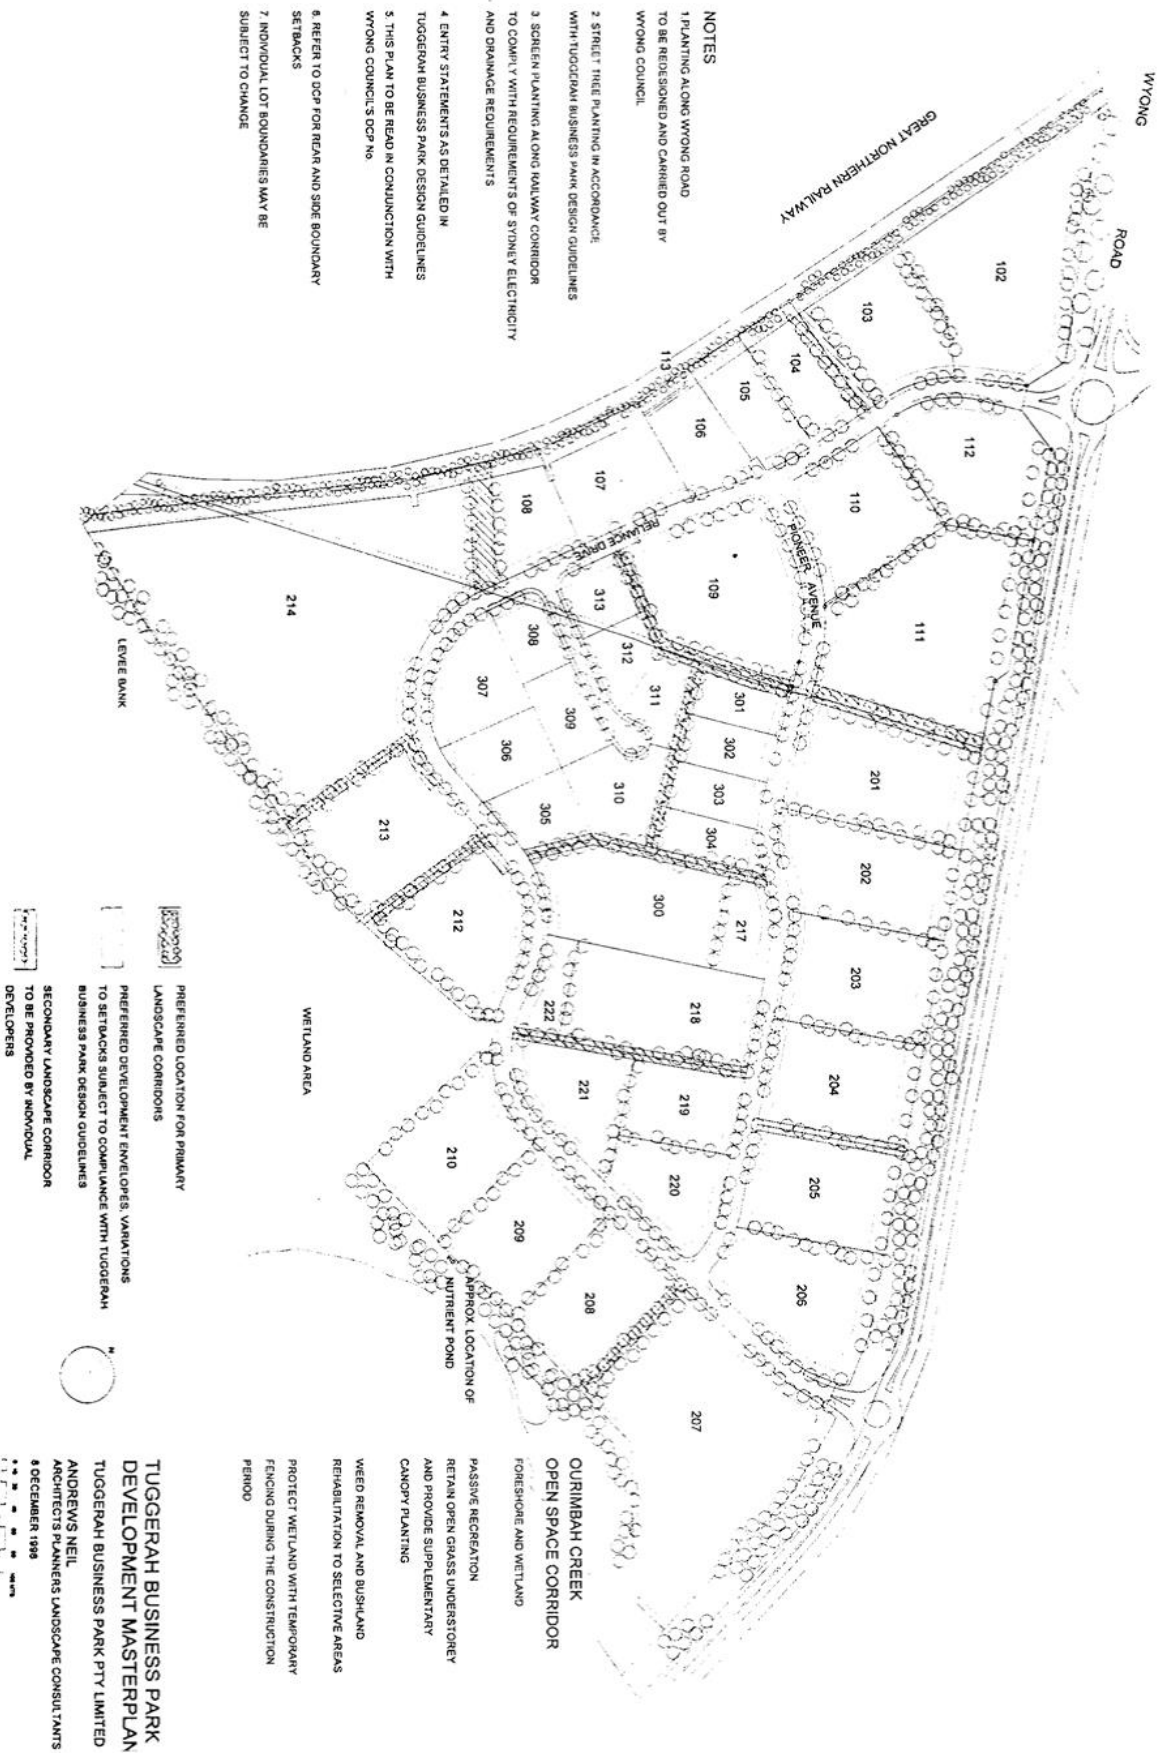 WYONG
ROAD
GREAT NORTHERN RAILWAY
NOTES
1. PLANTING ALONG WYONG ROAD
TO BE REDESIGNED AND CARRIED OUT BY
WYONG COUNCIL
2 STREET TREE PLANTING IN ACCORDANCE
WITH TUGGERAH BUSINESS PARK DESIGN GUIDELINES
3 SCREEN PLANTING ALONG RAILWAY CORRIDOR
TO COMPLY WITH REQUIREMENTS OF SYDNEY ELECTRICITY
AND DRAINAGE REQUIREMENTS
4 ENTRY STATEMENTS AS DETAILED IN
TUGGERAH BUSINESS PARK DESIGN GUIDELINES
5. THIS PLAN TO BE READ IN CONJUNCTION WITH
WYONG COUNCIL'S DCP No.
6. REFER TO DCP FOR REAR AND SIDE BOUNDARY
SETBACKS
7. INDIVIDUAL LOT BOUNDARIES MAY BE
SUBJECT TO CHANGE
102
103
104
105
106
113
107
108
112
110
111
109
PIONEER AVENUE
RELIANCE DRIVE
313
312
311
308
307
309
306
310
305
301
302
303
304
201
202
203
204
205
206
207
208
209
210
212
213
214
300
217
218
222
221
219
220
LEVEE BANK
WETLAND AREA
APPROX. LOCATION OF
NUTRIENT POND
PREFERRED LOCATION FOR PRIMARY
LANDSCAPE CORRIDORS
PREFERRED DEVELOPMENT ENVELOPES, VARIATIONS
TO SETBACKS SUBJECT TO COMPLIANCE WITH TUGGERAH
BUSINESS PARK DESIGN GUIDELINES
SECONDARY LANDSCAPE CORRIDOR
TO BE PROVIDED BY INDIVIDUAL
DEVELOPERS
N
OURIMBAH CREEK
OPEN SPACE CORRIDOR
FORESHORE AND WETLAND
PASSIVE RECREATION
RETAIN OPEN GRASS UNDERSTOREY
AND PROVIDE SUPPLEMENTARY
CANOPY PLANTING
WEED REMOVAL AND BUSHLAND
REHABILITATION TO SELECTIVE AREAS
PROTECT WETLAND WITH TEMPORARY
FENCING DURING THE CONSTRUCTION
PERIOD
TUGGERAH BUSINESS PARK
DEVELOPMENT MASTERPLAN
TUGGERAH BUSINESS PARK PTY LIMITED
ANDREWS NEIL
ARCHITECTS PLANNERS LANDSCAPE CONSULTANTS